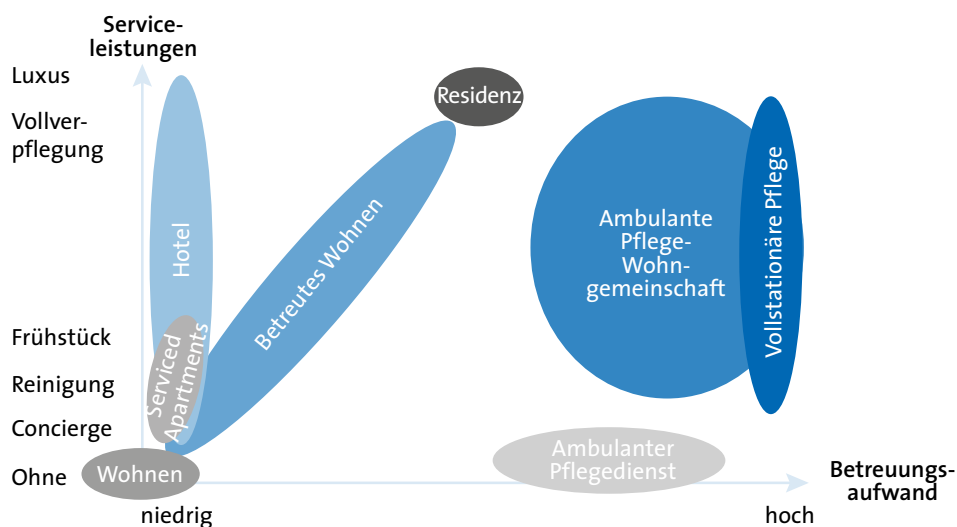 Service-
leistungen
Luxus
Vollver-
pflegung
Frühstück
Reinigung
Concierge
Ohne
Hotel
Serviced
Apartments
Wohnen
Betreutes Wohnen
Residenz
Ambulante
Pflege-
Wohn-
gemeinschaft
Vollstationäre Pflege
Ambulanter
Pflegedienst
niedrig
hoch
Betreuungs-
aufwand